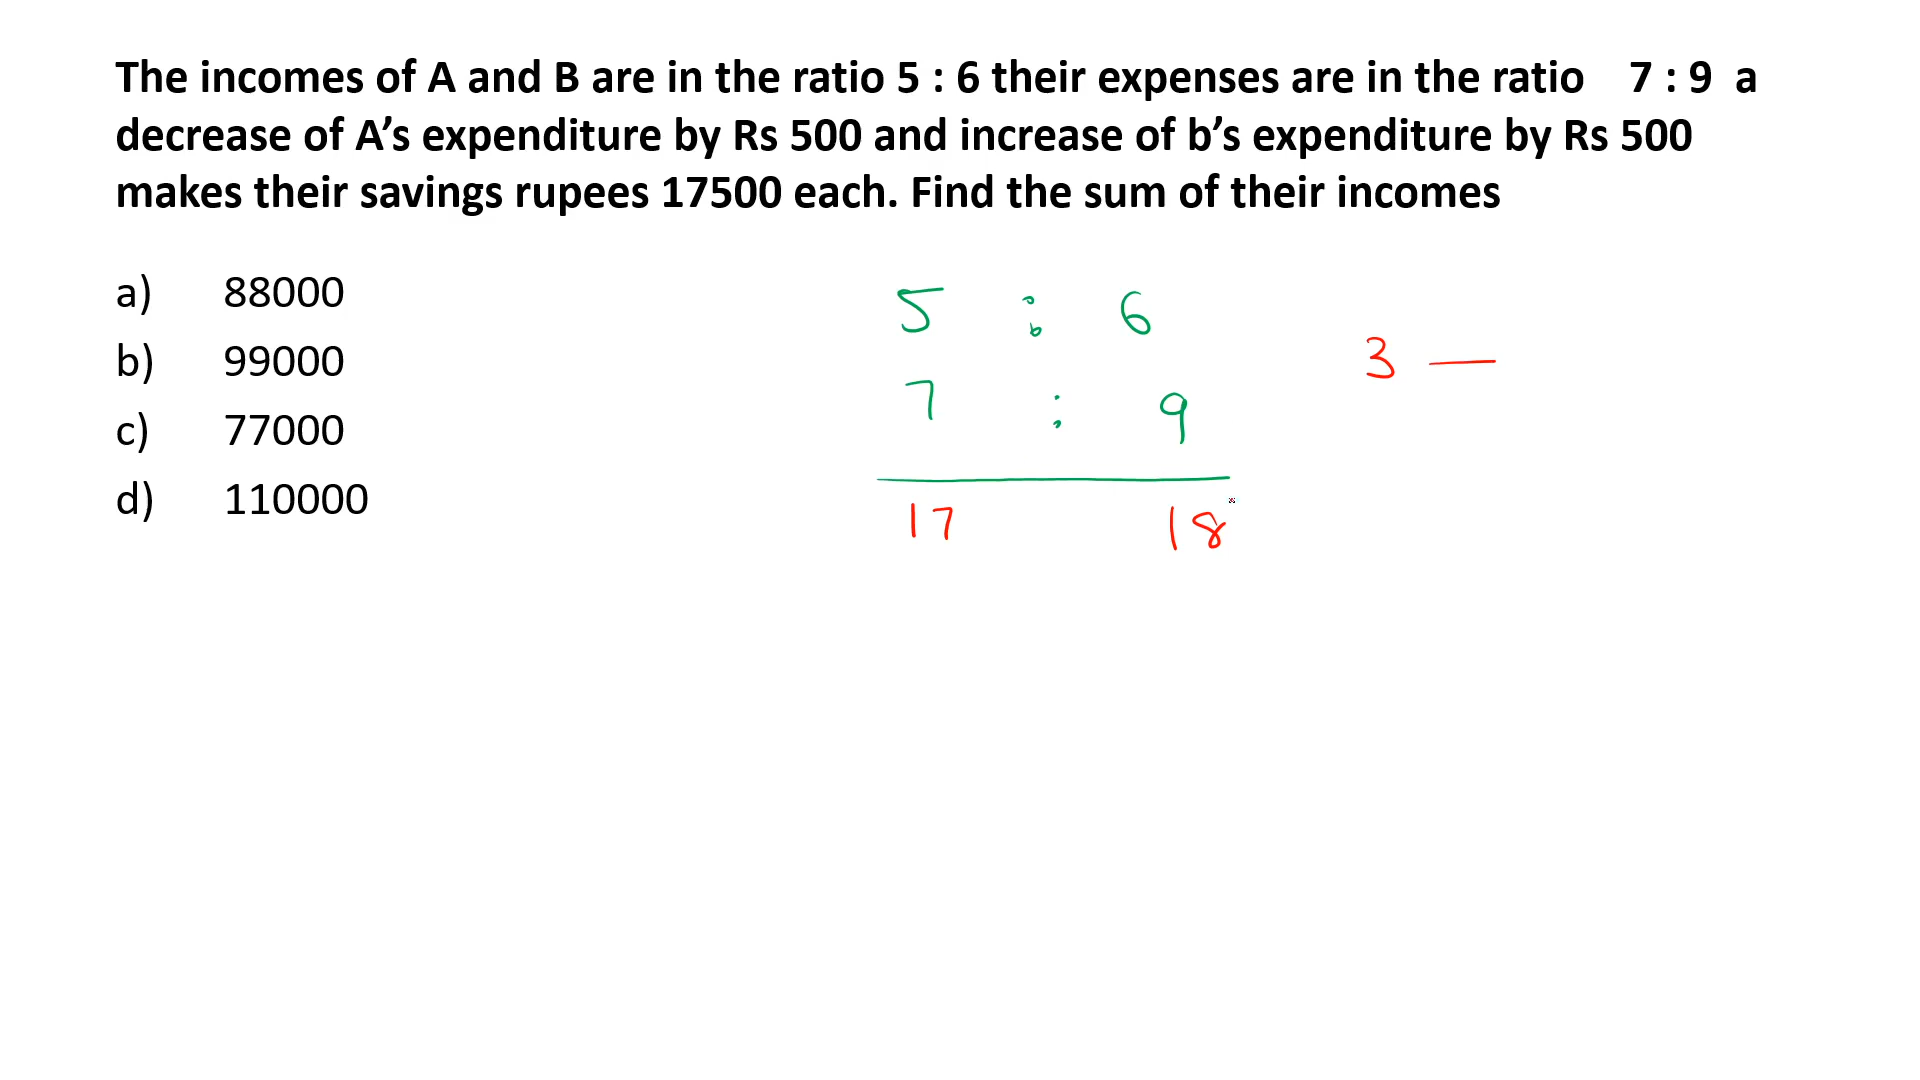 The incomes of A and B are in the ratio 5 : 6 their expenses are in the ratio 7 : 9 a
decrease of A’s expenditure by Rs 500 and increase of b’s expenditure by Rs 500
makes their savings rupees 17500 each. Find the sum of their incomes
a) 88000
b) 99000
c) 77000
d) 110000
5 : 6
3 —
7 : 9
17 18